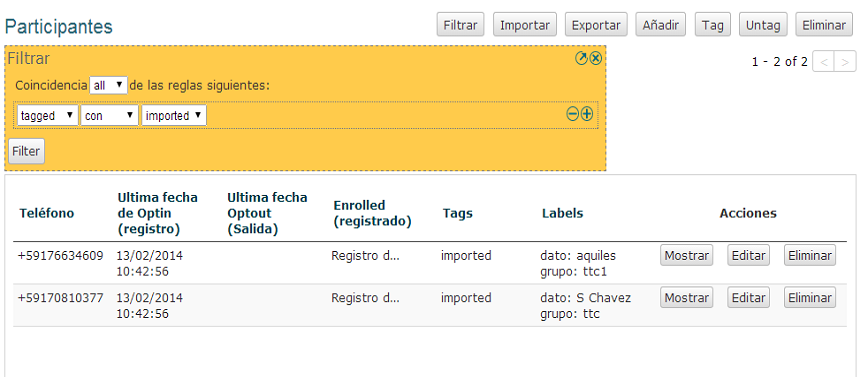 Participantes
Filtrar Importar Exportar Añadir Tag Untag Eliminar
Filtrar
1 - 2 of 2 < >
Coincidencia all de las reglas siguientes:
tagged con imported
Filter
Teléfono Ultima fecha de Optin (registro) Ultima fecha Optout (Salida) Enrolled (registrado) Tags Labels Acciones
+59176634609 13/02/2014 10:42:56 Registro d... imported dato: aquiles grupo: ttc1 Mostrar Editar Eliminar
+59170810377 13/02/2014 10:42:56 Registro d... imported dato: S Chavez grupo: ttc Mostrar Editar Eliminar